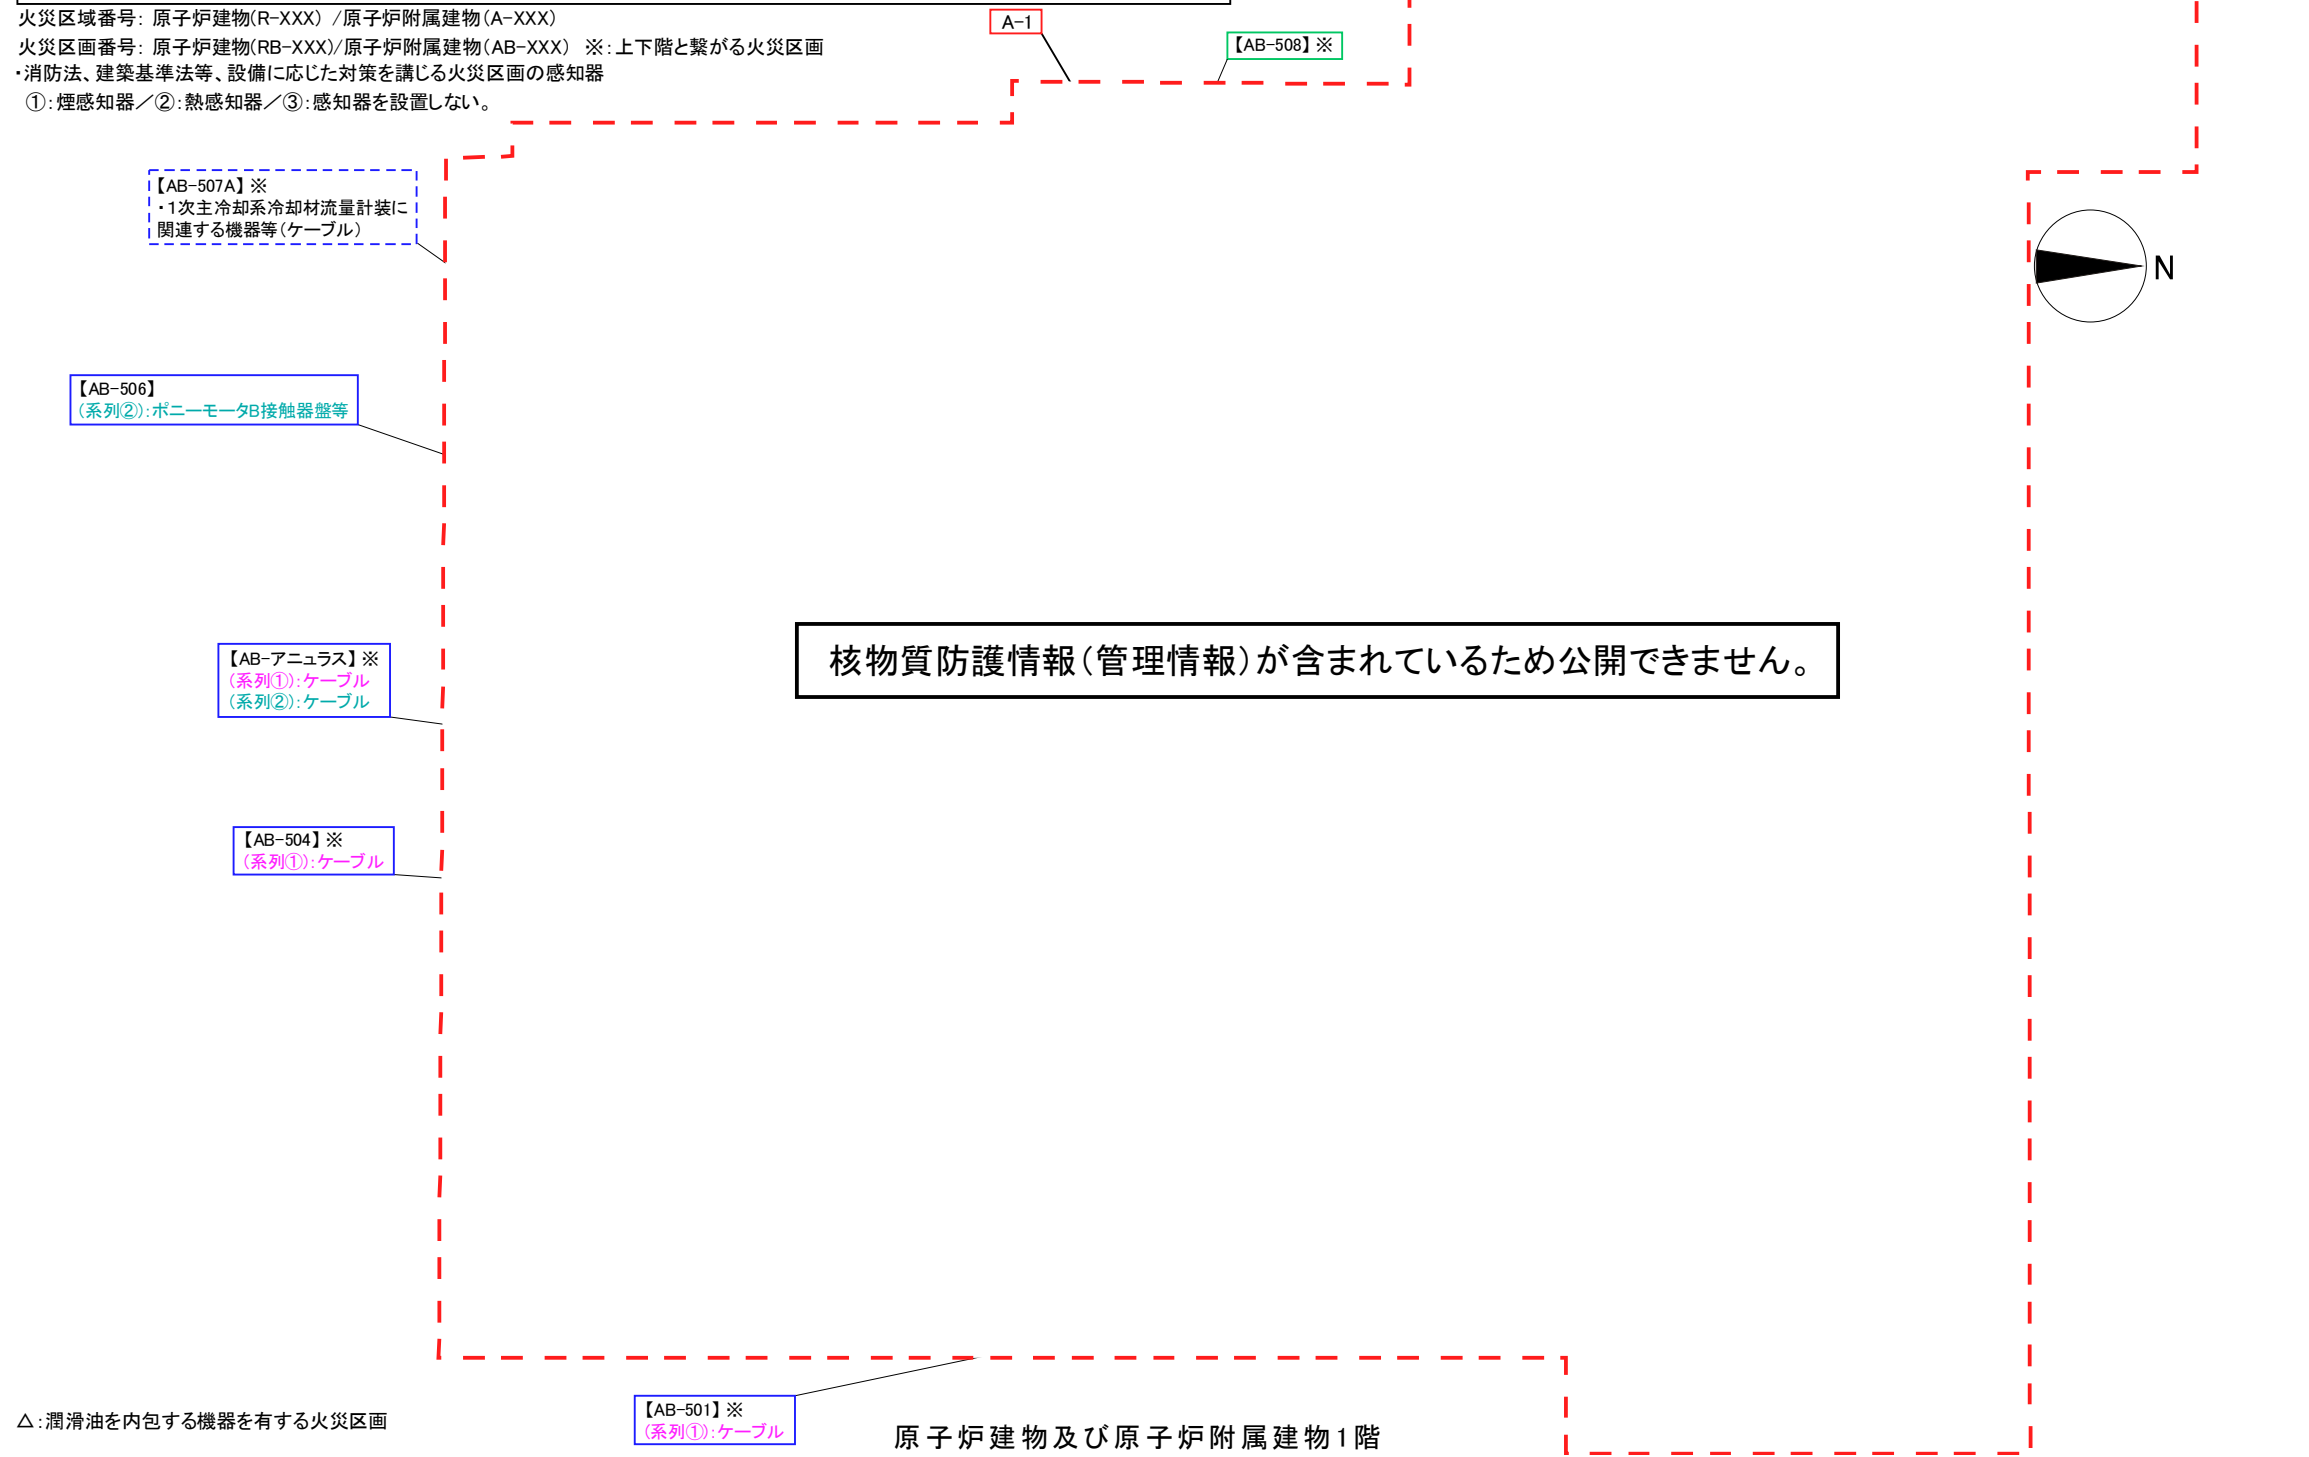 火災区域番号： 原子炉建物(R-XXX) /原子炉附属建物(A-XXX)
火災区画番号： 原子炉建物(RB-XXX)/原子炉附属建物(AB-XXX) ※：上下階と繋がる火災区画
・消防法、建築基準法等、設備に応じた対策を講じる火災区画の感知器
①：煙感知器／②：熱感知器／③：感知器を設置しない。
A-1
【AB-508】※
【AB-507A】※
・1次主冷却系冷却材流量計装に
関連する機器等（ケーブル）
N
【AB-506】
（系列②）：ポニーモータB接触器盤等
【AB-アニュラス】※
（系列①）：ケーブル
（系列②）：ケーブル
核物質防護情報（管理情報）が含まれているため公開できません。
【AB-504】※
（系列①）：ケーブル
【AB-501】※
（系列①）：ケーブル
△：潤滑油を内包する機器を有する火災区画
原子炉建物及び原子炉附属建物1階